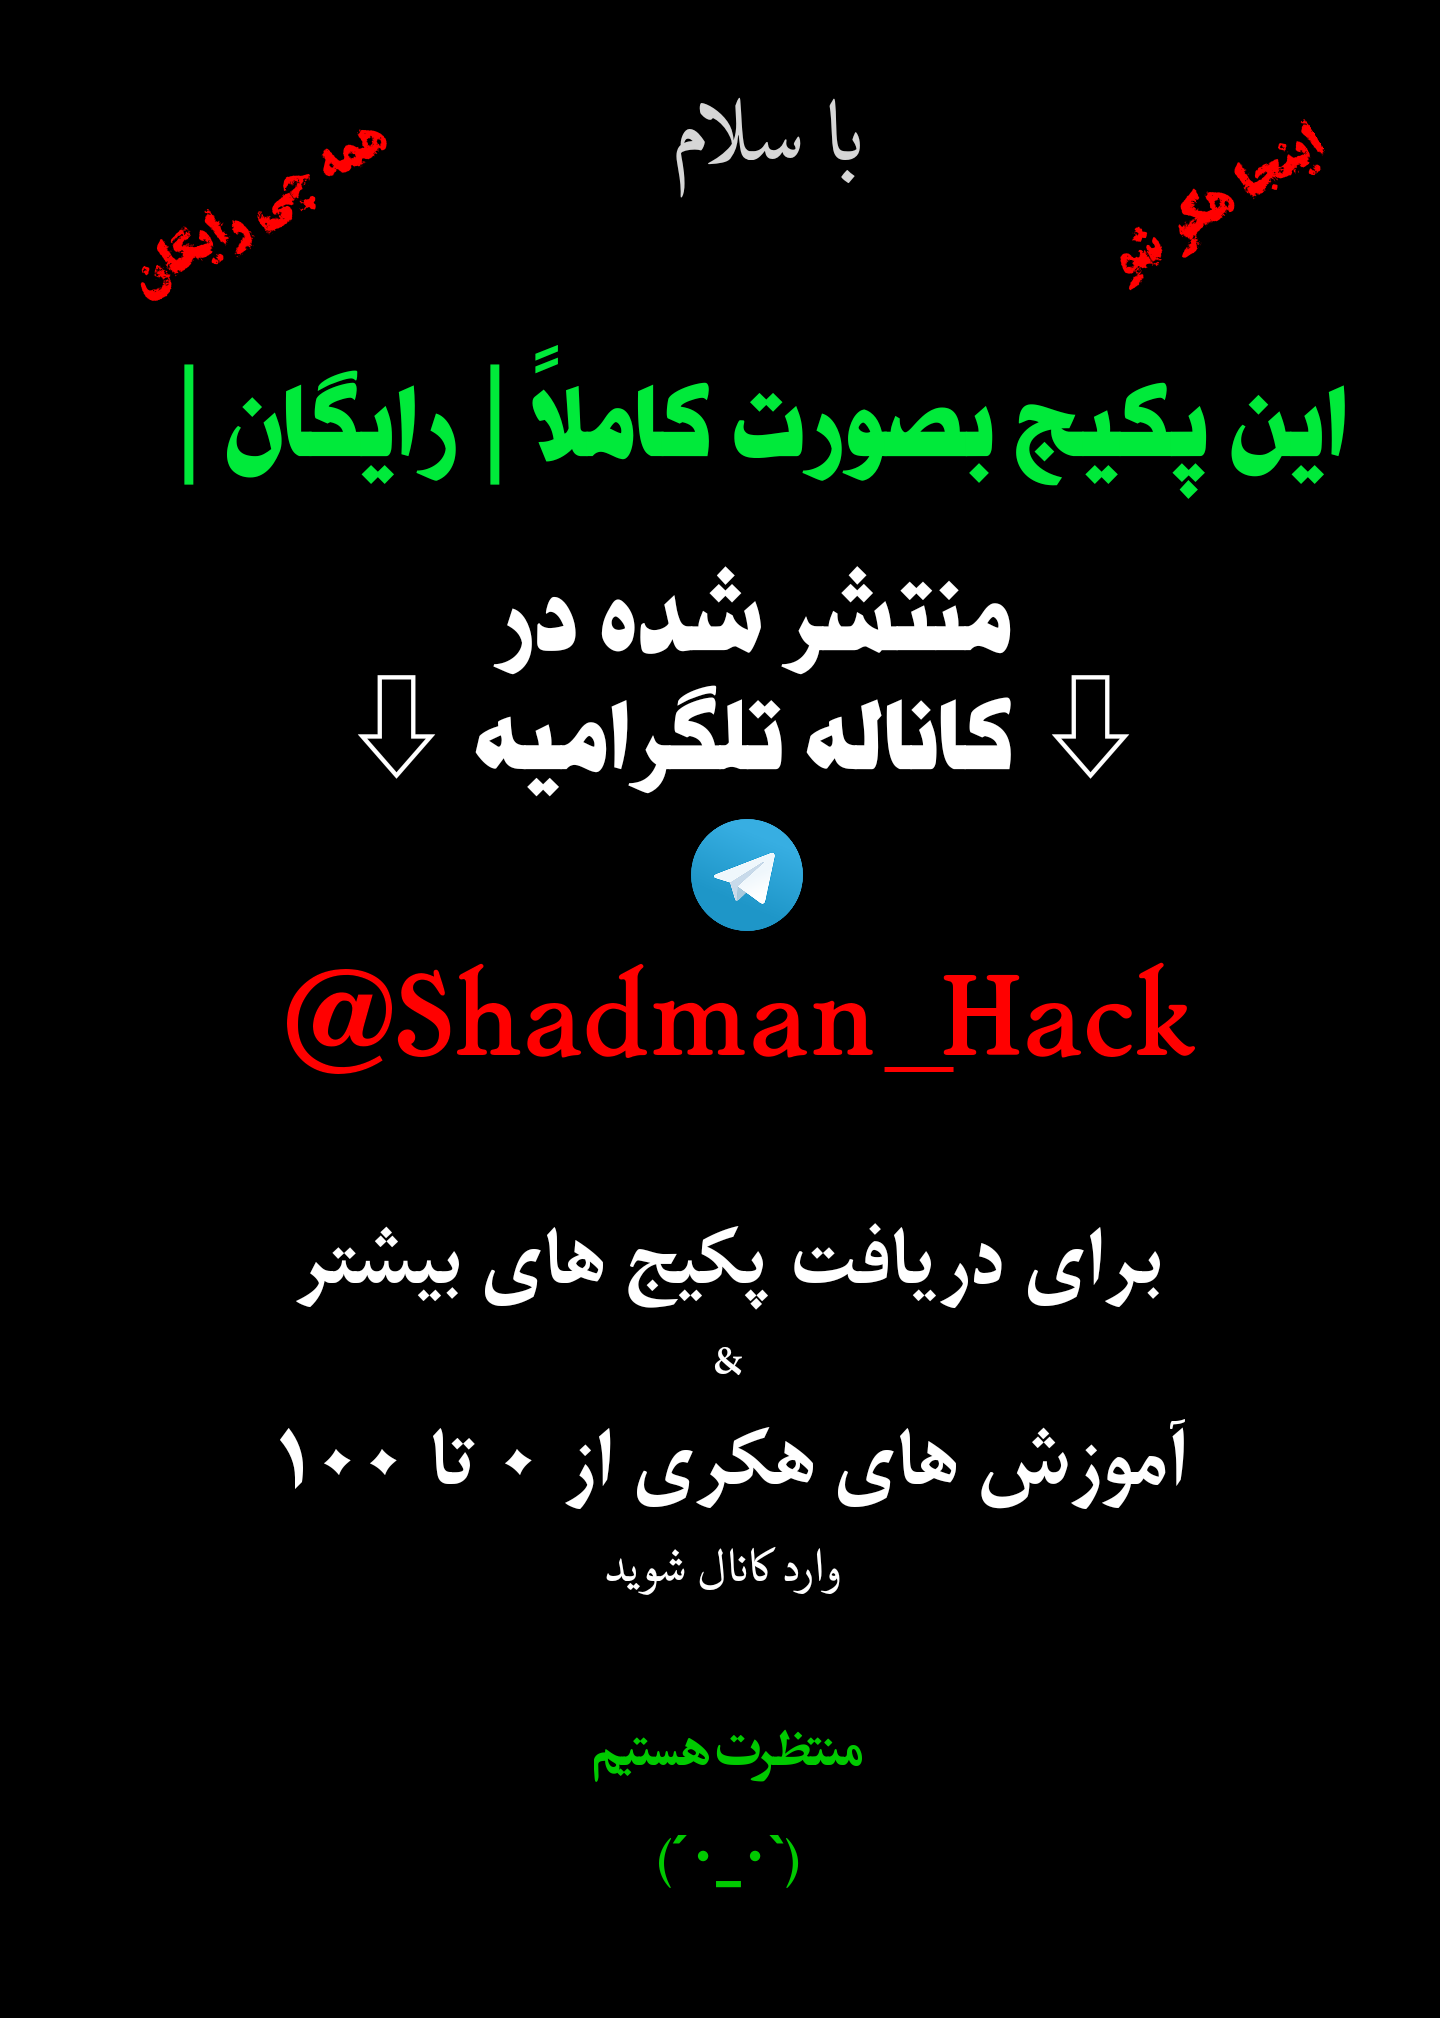 با سلام
اینجا هکر شو
همه چی رایگان
این پکیج بصورت کاملاً | رایگان |
منتشر شده در
کاناله تلگرامیه
@Shadman_Hack
برای دریافت پکیج های بیشتر
&
آموزش های هکری از ۰ تا ۱۰۰
وارد کانال شوید
منتظرت هستیم
(´･_･`)